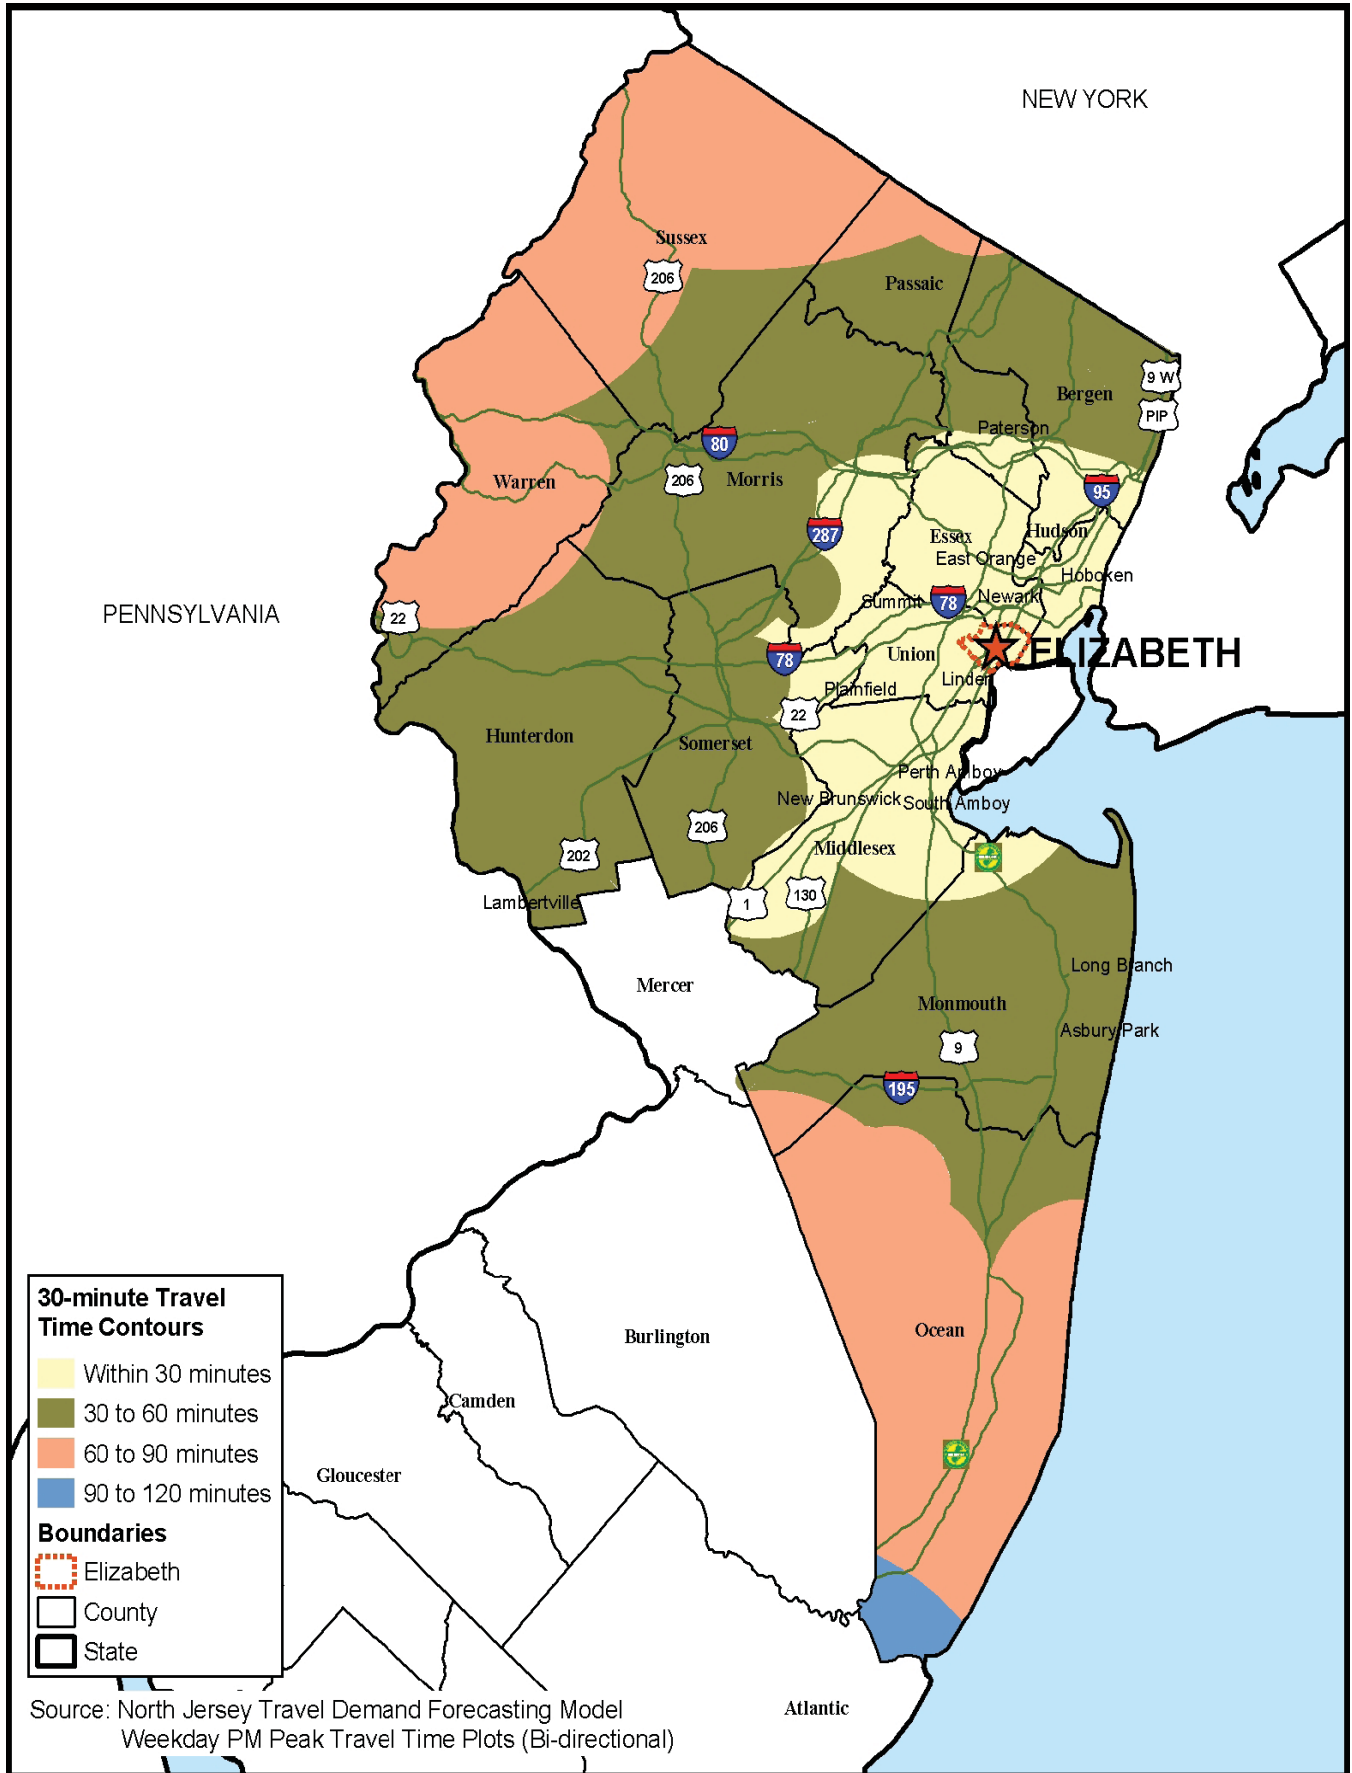 NEW YORK
Sussex
206
Passaic
9 W
Bergen
PIP
Paterson
80
206
Morris
Warren
95
287
Essex
Hudson
East Orange
Hoboken
PENNSYLVANIA
22
Summit
78
Newark
ELIZABETH
78
Union
Linden
Plainfield
22
Hunterdon
Somerset
Perth Amboy
New Brunswick
South Amboy
206
202
Middlesex
130
1
Lambertville
Long Branch
Mercer
Monmouth
Asbury Park
9
195
Ocean
Burlington
Camden
Gloucester
Atlantic
30-minute Travel
Time Contours
Within 30 minutes
30 to 60 minutes
60 to 90 minutes
90 to 120 minutes
Boundaries
Elizabeth
County
State
Source: North Jersey Travel Demand Forecasting Model
Weekday PM Peak Travel Time Plots (Bi-directional)